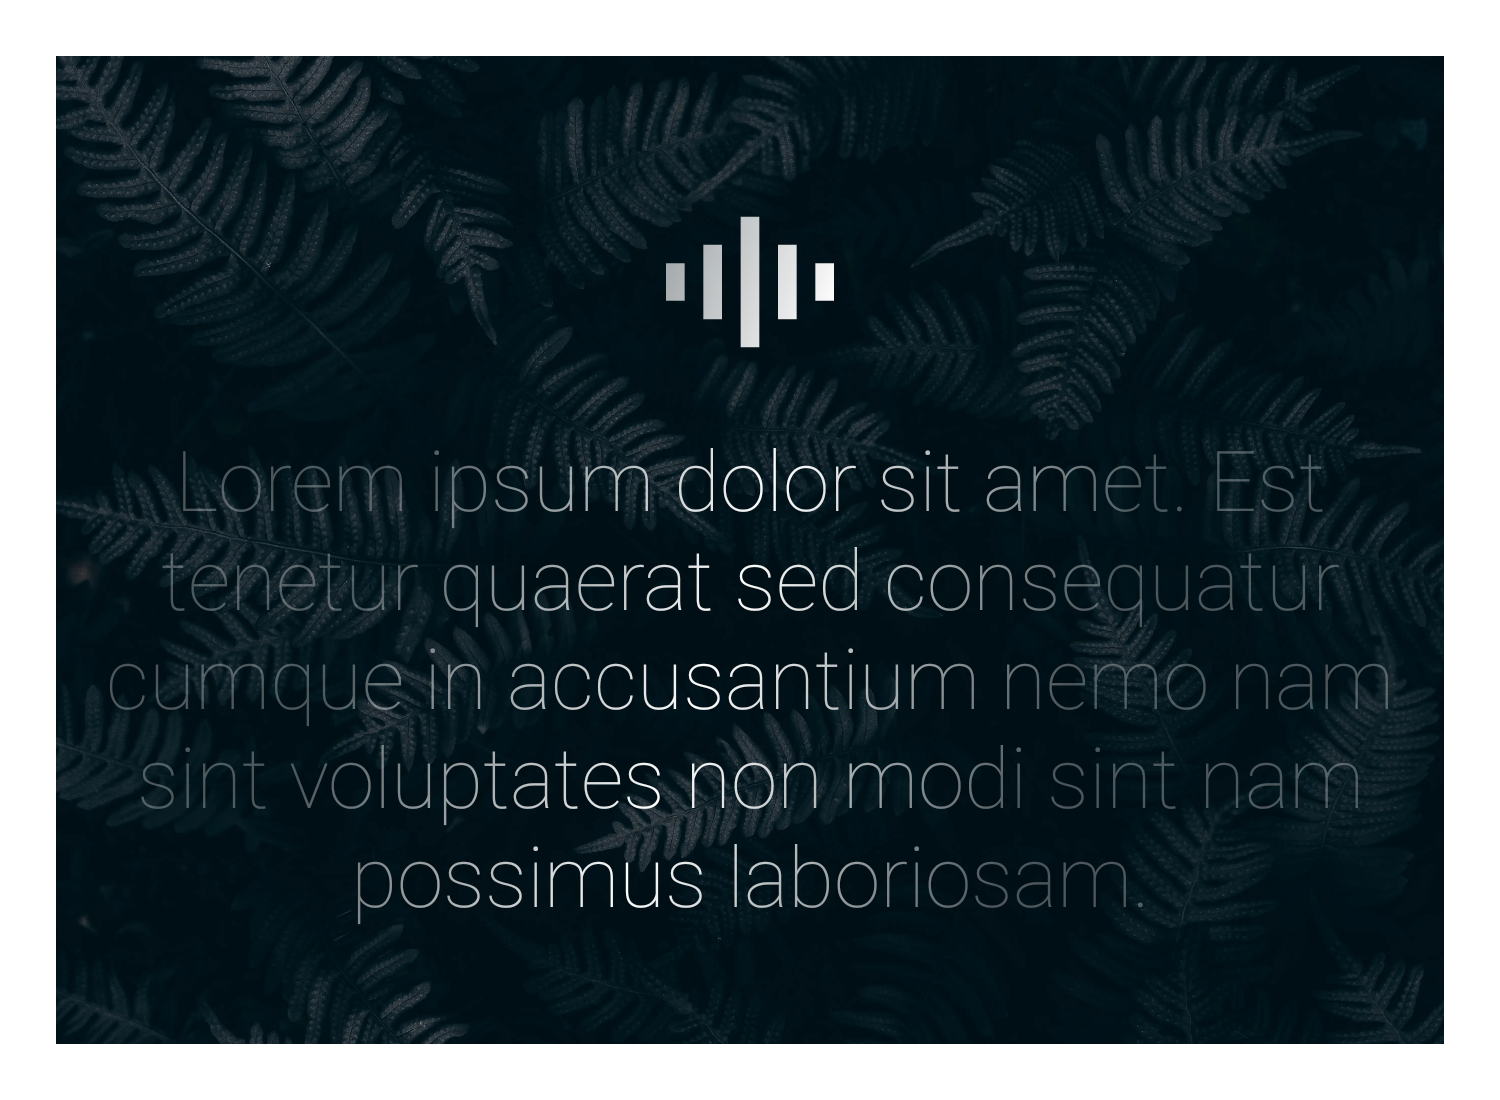 Lorem ipsum dolor sit amet. Est
tenetur quaerat sed consequatur
cumque in accusantium nemo nam
sint voluptates non modi sint nam
possimus laboriosam.